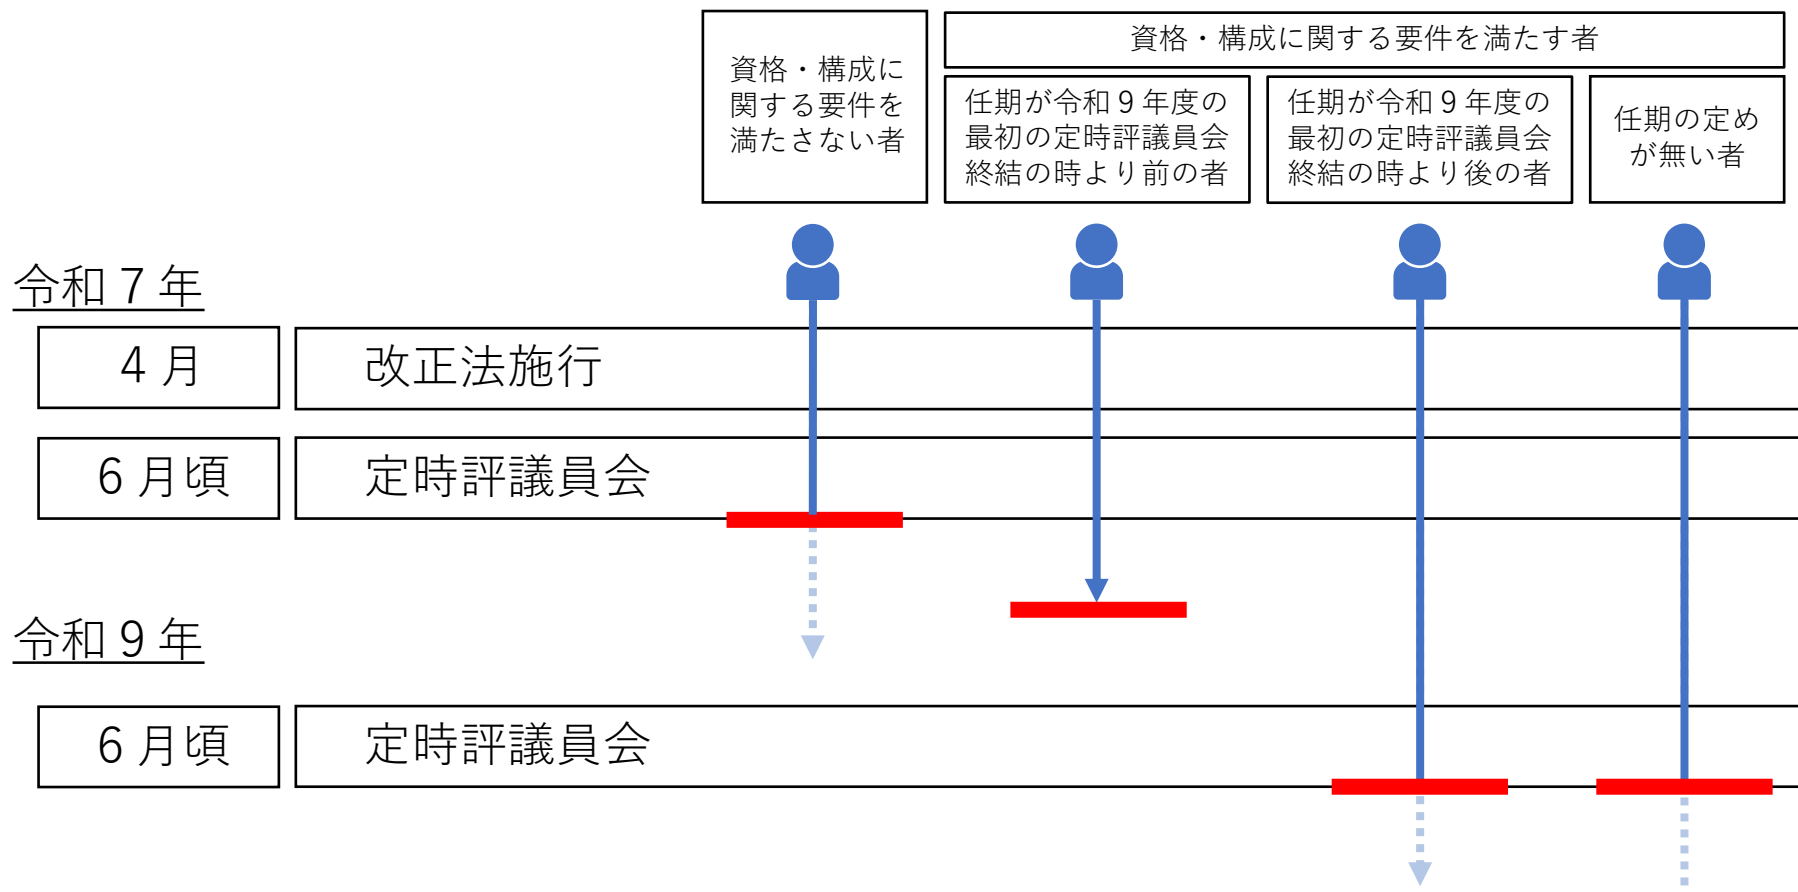 資格・構成に
関する要件を
満たさない者
資格・構成に関する要件を満たす者
任期が令和９年度の
最初の定時評議員会
終結の時より前の者
任期が令和９年度の
最初の定時評議員会
終結の時より後の者
任期の定め
が無い者
令和７年
４月
改正法施行
６月頃
定時評議員会
令和９年
６月頃
定時評議員会